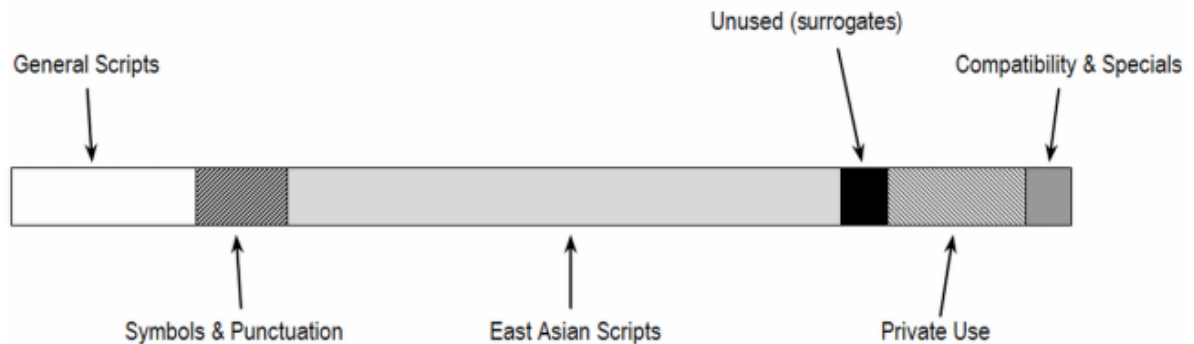 Unused (surrogates)
General Scripts
Compatibility & Specials
Symbols & Punctuation
East Asian Scripts
Private Use